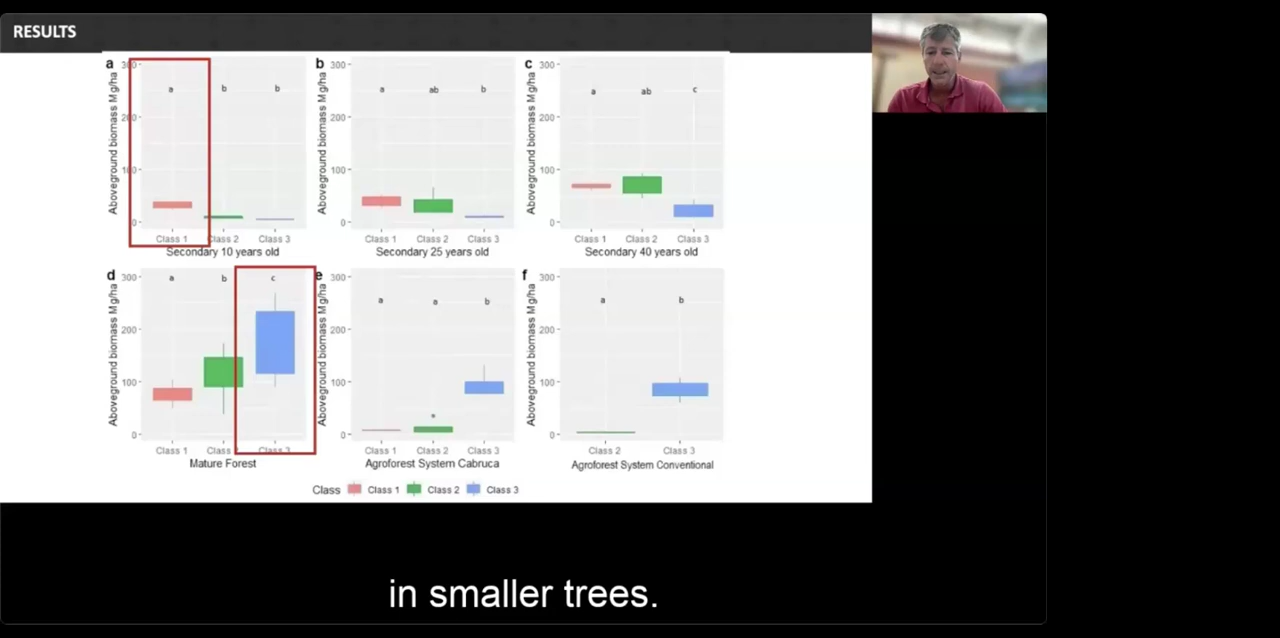 RESULTS
a b c
Aboveground biomass Mg/ha 300 200 100 0 a b b
Aboveground biomass Mg/ha 300 200 100 0 a ab b
Aboveground biomass Mg/ha 300 200 100 0 a ab c
Class 1 Class 2 Class 3 Class 1 Class 2 Class 3 Class 1 Class 2 Class 3
Secondary 10 years old Secondary 25 years old Secondary 40 years old
d e f
Aboveground biomass Mg/ha 300 200 100 0 a b c
Aboveground biomass Mg/ha 300 200 100 0 a a b
Aboveground biomass Mg/ha 300 200 100 0 a b
Class 1 Class Class 3 Class 1 Class 2 Class 3 Class 2 Class 3
Mature Forest Agroforest System Cabruca Agroforest System Conventional
Class Class 1 Class 2 Class 3
in smaller trees.